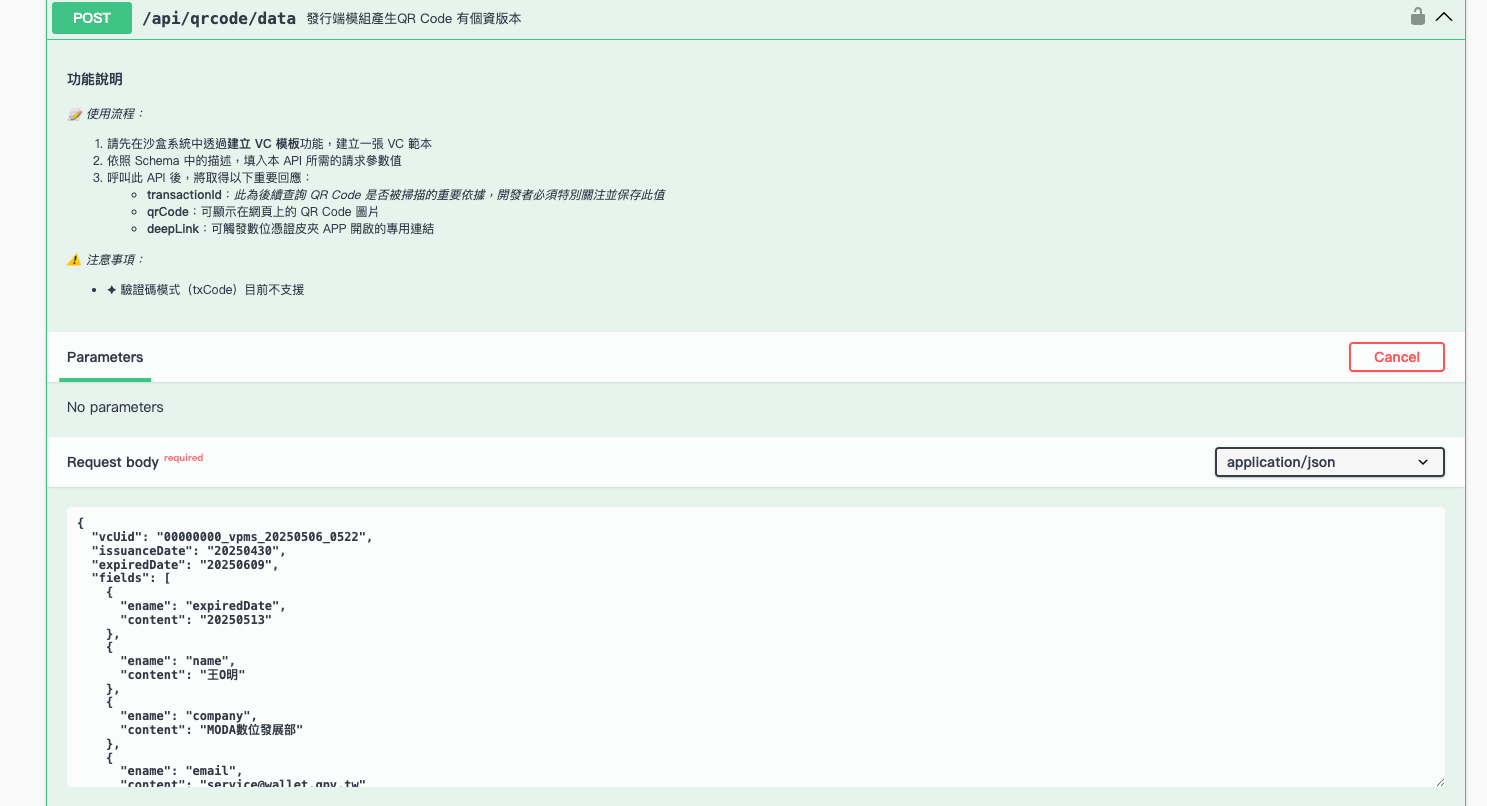 POST /api/qrcode/data 發行端模組產生QR Code 有個資版本
功能說明
📝 使用流程：
1. 請先在沙盒系統中透過建立 VC 模板功能，建立一張 VC 範本
2. 依照 Schema 中的描述，填入本 API 所需的請求參數值
3. 呼叫此 API 後，將取得以下重要回應：
transactionId：此為後續查詢 QR Code 是否被掃描的重要依據，開發者必須特別關注並保存此值
qrCode：可顯示在網頁上的 QR Code 圖片
deepLink：可觸發數位憑證皮夾 APP 開啟的專用連結
⚠️ 注意事項：
• ✦ 驗證碼模式（txCode）目前不支援
Parameters Cancel
No parameters
Request body required application/json
{
"vcUid": "00000000_vpms_20250506_0522",
"issuanceDate": "20250430",
"expiredDate": "20250609",
"fields": [
{
"ename": "expiredDate",
"content": "20250513"
},
{
"ename": "name",
"content": "王O明"
},
{
"ename": "company",
"content": "MODA數位發展部"
},
{
"ename": "email",
"content": "service@wallet.gov.tw"